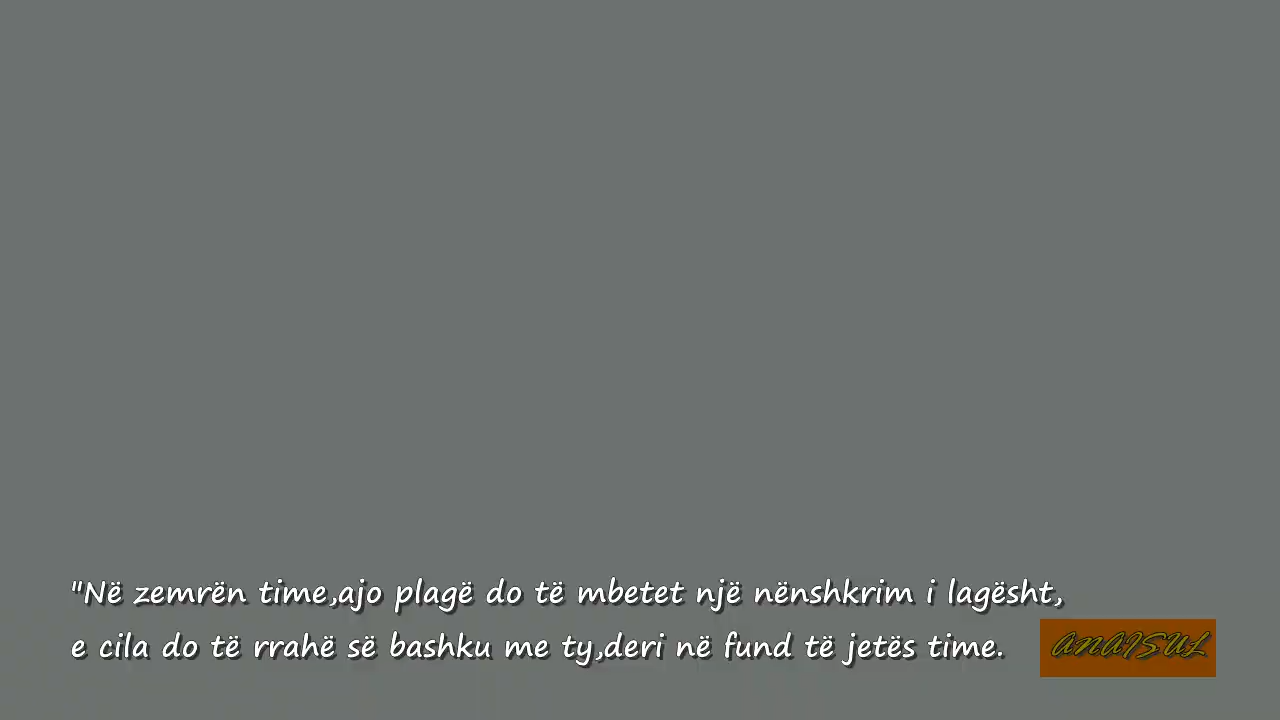 "Në zemrën time,ajo plagë do të mbetet një nënshkrim i lagësht,
e cila do të rrahë së bashku me ty,deri në fund të jetës time.
ANAISUL